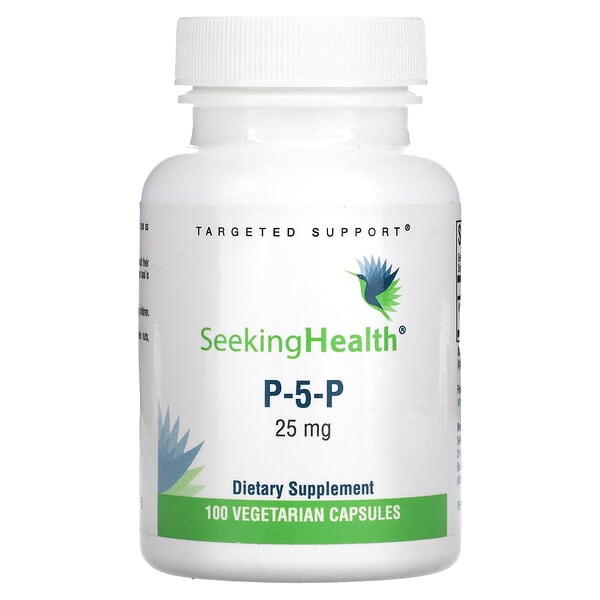 TARGETED SUPPORT®
SeekingHealth®
P-5-P
25 mg
Dietary Supplement
100 VEGETARIAN CAPSULES